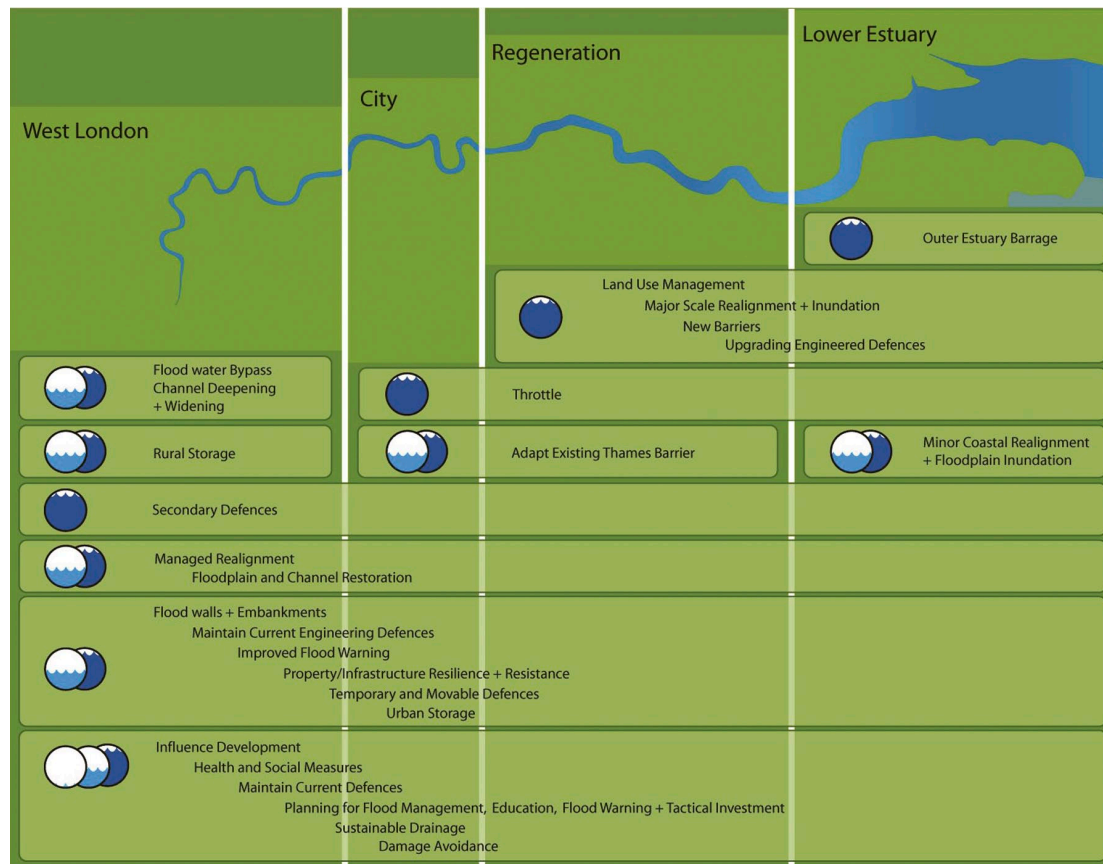 West London
City
Regeneration
Lower Estuary
Outer Estuary Barrage
Land Use Management
Major Scale Realignment + Inundation
New Barriers
Upgrading Engineered Defences
Flood water Bypass
Channel Deepening
+ Widening
Throttle
Rural Storage
Adapt Existing Thames Barrier
Minor Coastal Realignment
+ Floodplain Inundation
Secondary Defences
Managed Realignment
Floodplain and Channel Restoration
Flood walls + Embankments
Maintain Current Engineering Defences
Improved Flood Warning
Property/Infrastructure Resilience + Resistance
Temporary and Movable Defences
Urban Storage
Influence Development
Health and Social Measures
Maintain Current Defences
Planning for Flood Management, Education, Flood Warning + Tactical Investment
Sustainable Drainage
Damage Avoidance